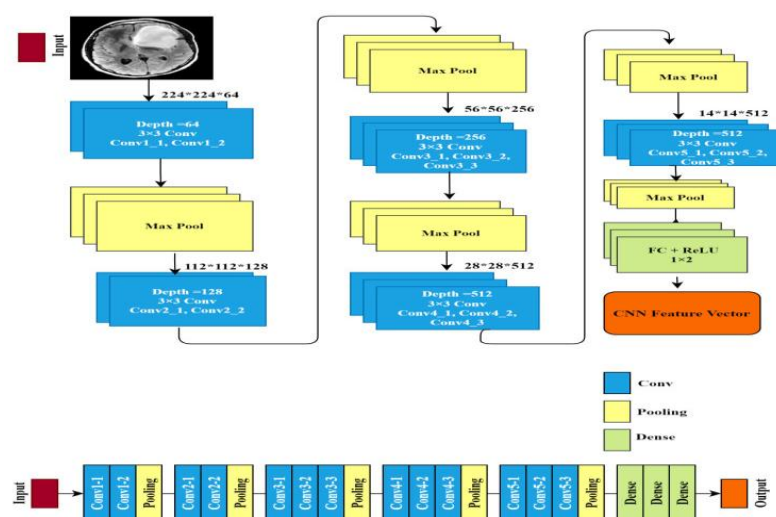 Input
224*224*64
Depth =64
3×3 Conv
Conv1_1, Conv1_2
Max Pool
112*112*128
Depth =128
3×3 Conv
Conv2_1, Conv2_2
Max Pool
56*56*256
Depth =256
3×3 Conv
Conv3_1, Conv3_2,
Conv3_3
Max Pool
28*28*512
Depth =512
3×3 Conv
Conv4_1, Conv4_2,
Conv4_3
Max Pool
14*14*512
Depth =512
3×3 Conv
Conv5_1, Conv5_2,
Conv5_3
Max Pool
FC + ReLU
1×2
CNN Feature Vector
Conv
Pooling
Dense
Input
Conv1-1
Conv1-2
Pooling
Conv2-1
Conv2-2
Pooling
Conv3-1
Conv3-2
Conv3-3
Pooling
Conv4-1
Conv4-2
Conv4-3
Pooling
Conv5-1
Conv5-2
Conv5-3
Pooling
Dense
Dense
Dense
Output